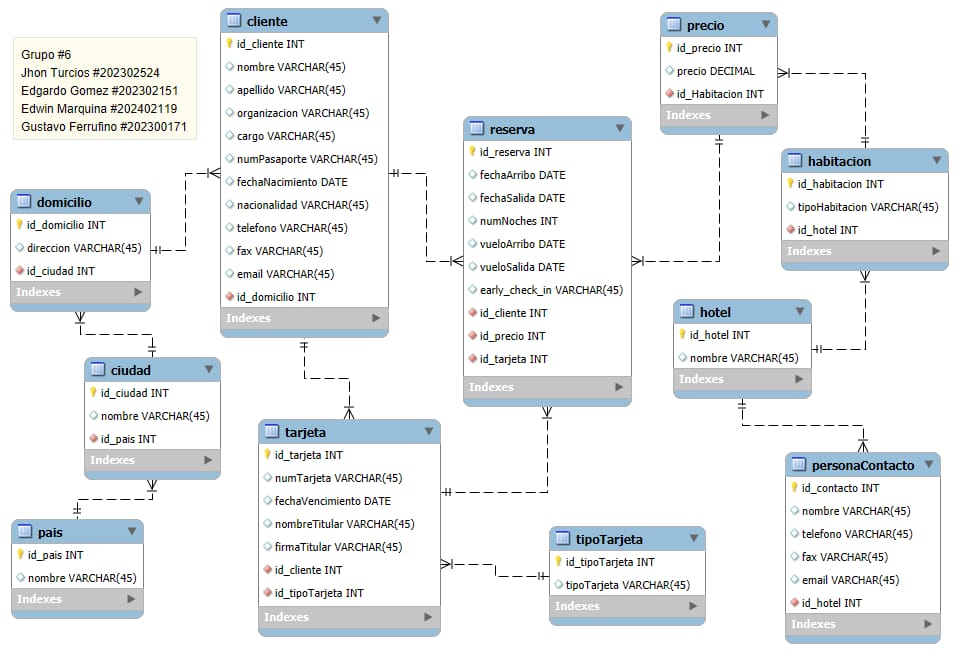 Grupo #6
Jhon Turcios #202302524
Edgardo Gomez #202302151
Edwin Marquina #202402119
Gustavo Ferrufino #202300171
cliente
id_cliente INT
nombre VARCHAR(45)
apellido VARCHAR(45)
organizacion VARCHAR(45)
cargo VARCHAR(45)
numPasaporte VARCHAR(45)
fechaNacimiento DATE
nacionalidad VARCHAR(45)
telefono VARCHAR(45)
fax VARCHAR(45)
email VARCHAR(45)
id_domicilio INT
Indexes
precio
id_precio INT
precio DECIMAL
id_Habitacion INT
Indexes
reserva
id_reserva INT
fechaArribo DATE
fechaSalida DATE
numNoches INT
vueloArribo DATE
vueloSalida DATE
early_check_in VARCHAR(45)
id_cliente INT
id_precio INT
id_tarjeta INT
Indexes
habitacion
id_habitacion INT
tipoHabitacion VARCHAR(45)
id_hotel INT
Indexes
domicilio
id_domicilio INT
direccion VARCHAR(45)
id_ciudad INT
Indexes
hotel
id_hotel INT
nombre VARCHAR(45)
Indexes
ciudad
id_ciudad INT
nombre VARCHAR(45)
id_pais INT
Indexes
tarjeta
id_tarjeta INT
numTarjeta VARCHAR(45)
fechaVencimiento DATE
nombreTitular VARCHAR(45)
firmaTitular VARCHAR(45)
id_cliente INT
id_tipoTarjeta INT
Indexes
personaContacto
id_contacto INT
nombre VARCHAR(45)
telefono VARCHAR(45)
fax VARCHAR(45)
email VARCHAR(45)
id_hotel INT
Indexes
pais
id_pais INT
nombre VARCHAR(45)
Indexes
tipoTarjeta
id_tipoTarjeta INT
tipoTarjeta VARCHAR(45)
Indexes